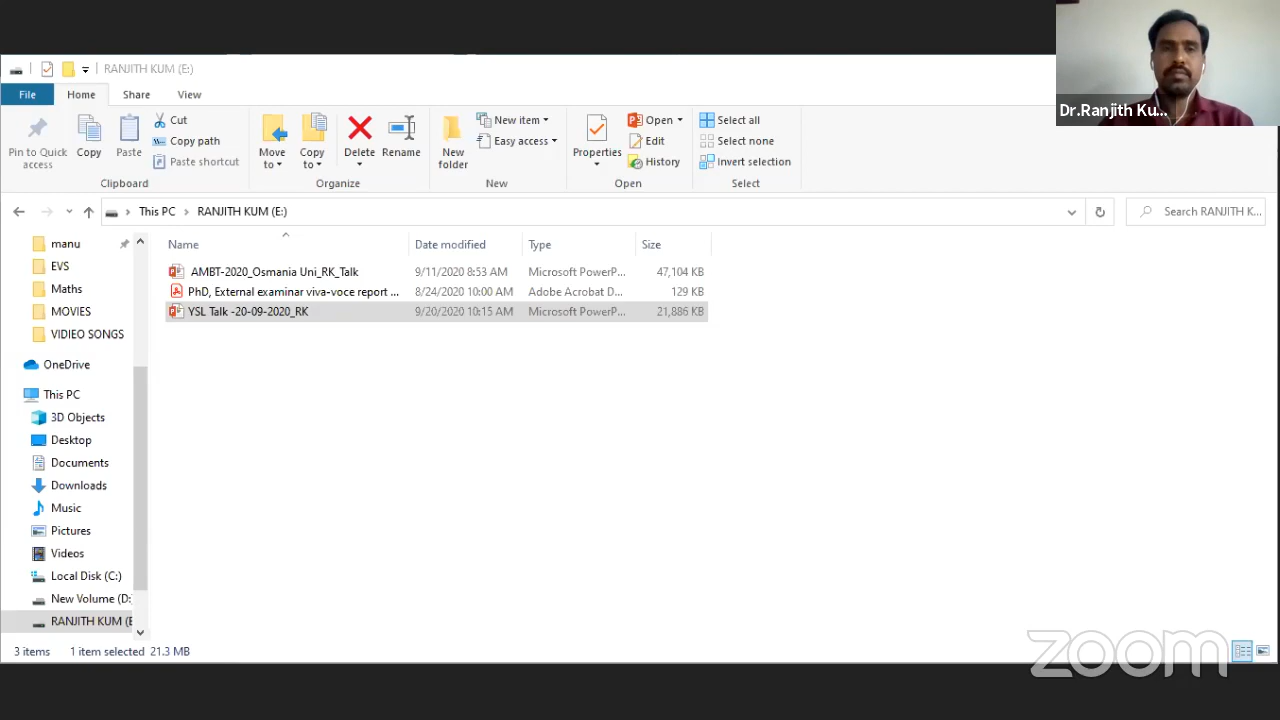 RANJITH KUM (E:)
Dr.Ranjith Ku...
File Home Share View
Pin to Quick access
Copy
Paste
Cut
Copy path
Paste shortcut
Clipboard
Move to
Copy to
Delete
Rename
Organize
New folder
New item
Easy access
New
Properties
Open
Edit
History
Open
Select all
Select none
Invert selection
Select
This PC RANJITH KUM (E:)
Search RANJITH K...
manu
EVS
Maths
MOVIES
VIDIEO SONGS
OneDrive
This PC
3D Objects
Desktop
Documents
Downloads
Music
Pictures
Videos
Local Disk (C:)
New Volume (D:
RANJITH KUM (E
Name Date modified Type Size
AMBT-2020_Osmania Uni_RK_Talk 9/11/2020 8:53 AM Microsoft PowerP... 47,104 KB
PhD, External examinar viva-voce report ... 8/24/2020 10:00 AM Adobe Acrobat D... 129 KB
YSL Talk -20-09-2020_RK 9/20/2020 10:15 AM Microsoft PowerP... 21,886 KB
3 items 1 item selected 21.3 MB
zoom